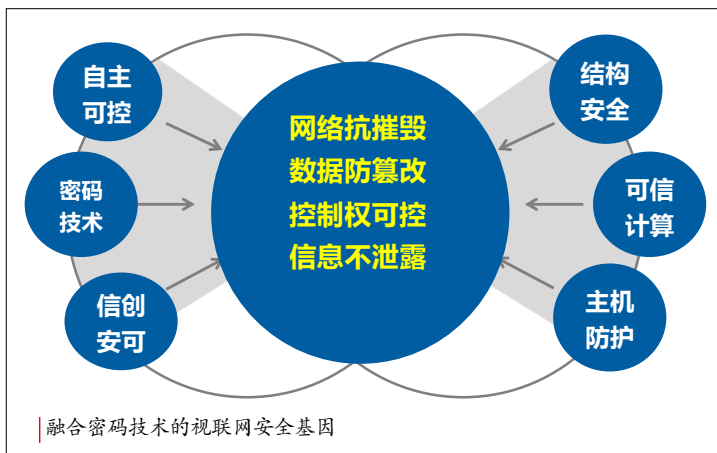 自主
可控
密码
技术
信创
安可
网络抗摧毁
数据防篡改
控制权可控
信息不泄露
结构
安全
可信
计算
主机
防护
融合密码技术的视联网安全基因